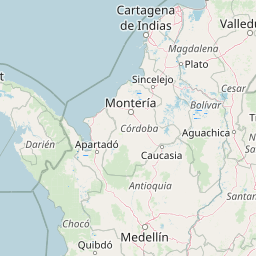 Cartagena
de Indias
Valledu
Magdalena
Plato
Sincelejo
Cesar
Montería
Bolívar
Córdoba
Aguachica
Darién
Apartadó
Caucasia
Antioquia
Chocó
Medellín
Quibdó